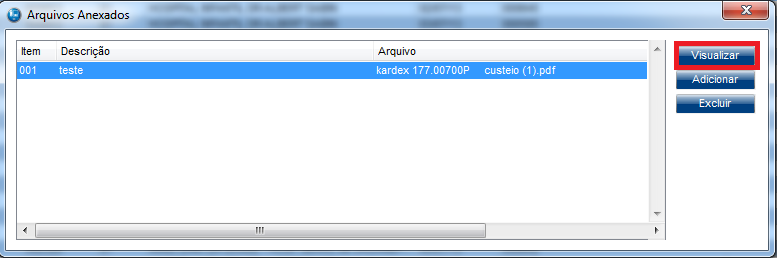 Arquivos Anexados
Item Descrição Arquivo
001 teste kardex 177.00700P custeio (1).pdf
Visualizar
Adicionar
Excluir